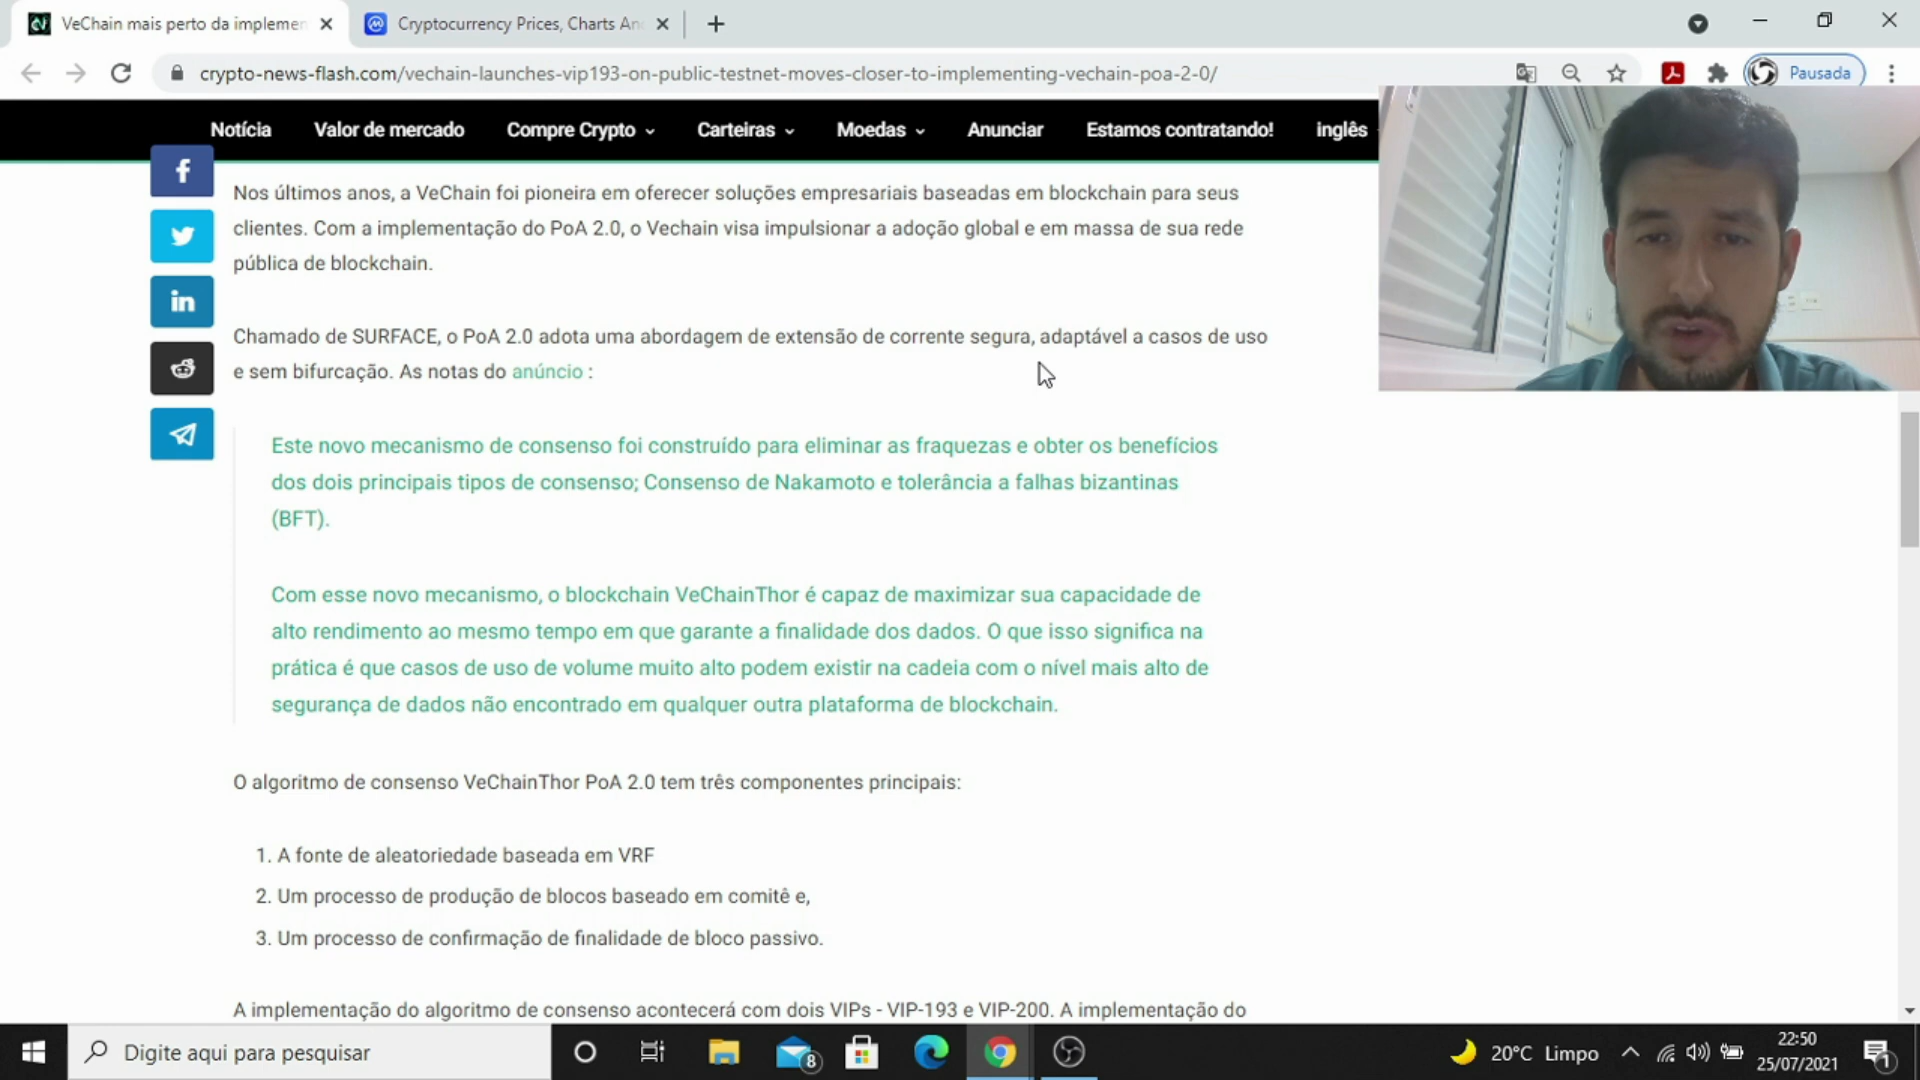 VeChain mais perto da implemen
Cryptocurrency Prices, Charts An
crypto-news-flash.com/vechain-launches-vip193-on-public-testnet-moves-closer-to-implementing-vechain-poa-2-0/
Pausada
Notícia Valor de mercado Compre Crypto Carteiras Moedas Anunciar Estamos contratando! inglês
Nos últimos anos, a VeChain foi pioneira em oferecer soluções empresariais baseadas em blockchain para seus
clientes. Com a implementação do PoA 2.0, o Vechain visa impulsionar a adoção global e em massa de sua rede
pública de blockchain.
Chamado de SURFACE, o PoA 2.0 adota uma abordagem de extensão de corrente segura, adaptável a casos de uso
e sem bifurcação. As notas do anúncio :
Este novo mecanismo de consenso foi construído para eliminar as fraquezas e obter os benefícios
dos dois principais tipos de consenso; Consenso de Nakamoto e tolerância a falhas bizantinas
(BFT).
Com esse novo mecanismo, o blockchain VeChainThor é capaz de maximizar sua capacidade de
alto rendimento ao mesmo tempo em que garante a finalidade dos dados. O que isso significa na
prática é que casos de uso de volume muito alto podem existir na cadeia com o nível mais alto de
segurança de dados não encontrado em qualquer outra plataforma de blockchain.
O algoritmo de consenso VeChainThor PoA 2.0 tem três componentes principais:
1. A fonte de aleatoriedade baseada em VRF
2. Um processo de produção de blocos baseado em comitê e,
3. Um processo de confirmação de finalidade de bloco passivo.
A implementação do algoritmo de consenso acontecerá com dois VIPs - VIP-193 e VIP-200. A implementação do
Digite aqui para pesquisar
8
20°C Limpo
22:50
25/07/2021
1